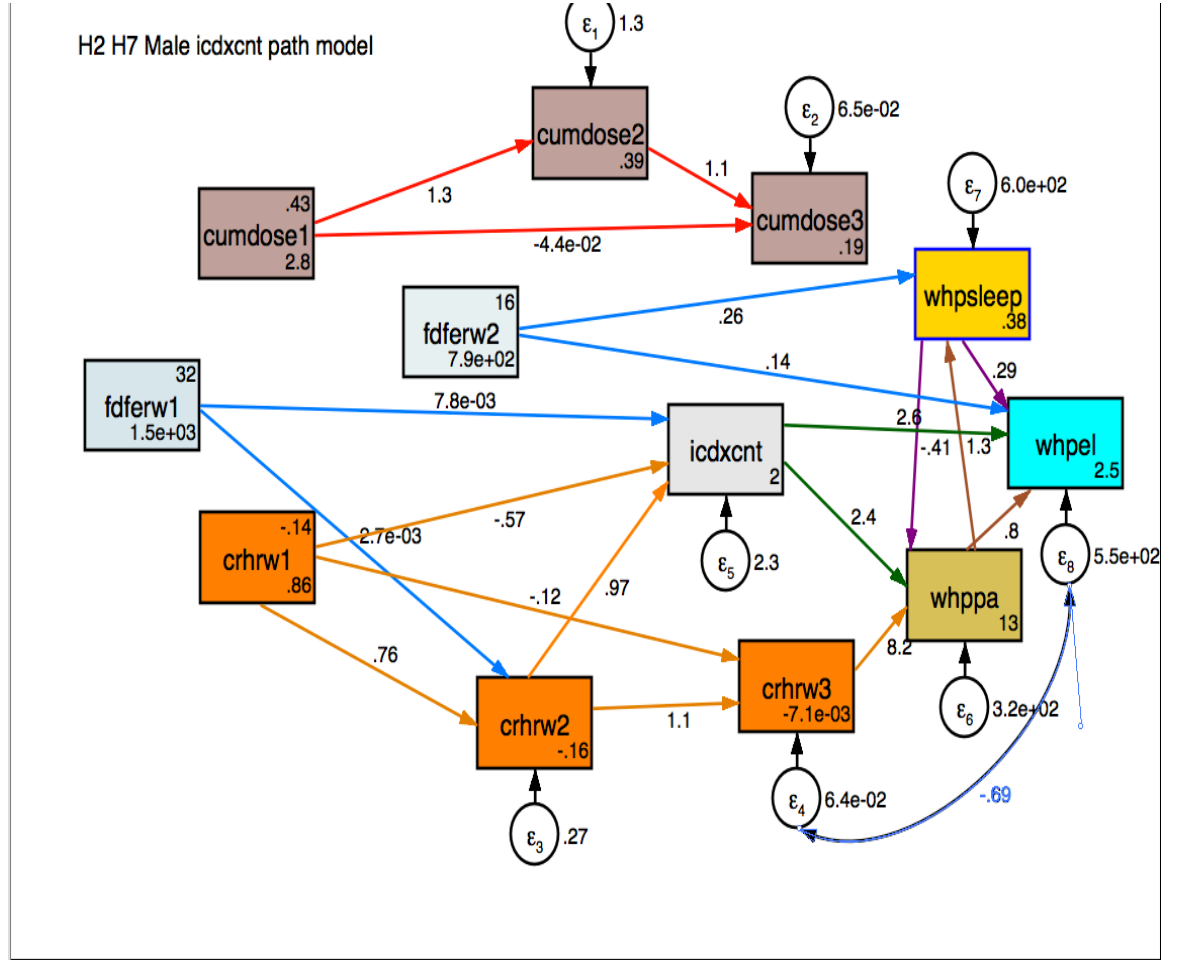 H2 H7 Male icdxcnt path model
ε1 1.3
cumdose2
.39
ε2 6.5e-02
1.1
1.3
.43
cumdose1
2.8
-4.4e-02
cumdose3
.19
ε7 6.0e+02
whpsleep
.38
16
fdferw2
7.9e+02
.26
.14
.29
32
fdferw1
1.5e+03
7.8e-03
icdxcnt
2
2.6
-.41
1.3
whpel
2.5
-.14
crhrw1
.86
2.7e-03
-.57
2.4
.8
ε5 2.3
ε8 5.5e+02
.97
-.12
whppa
13
.76
8.2
crhrw2
-.16
1.1
crhrw3
-7.1e-03
ε6 3.2e+02
ε4 6.4e-02
-.69
ε3 .27